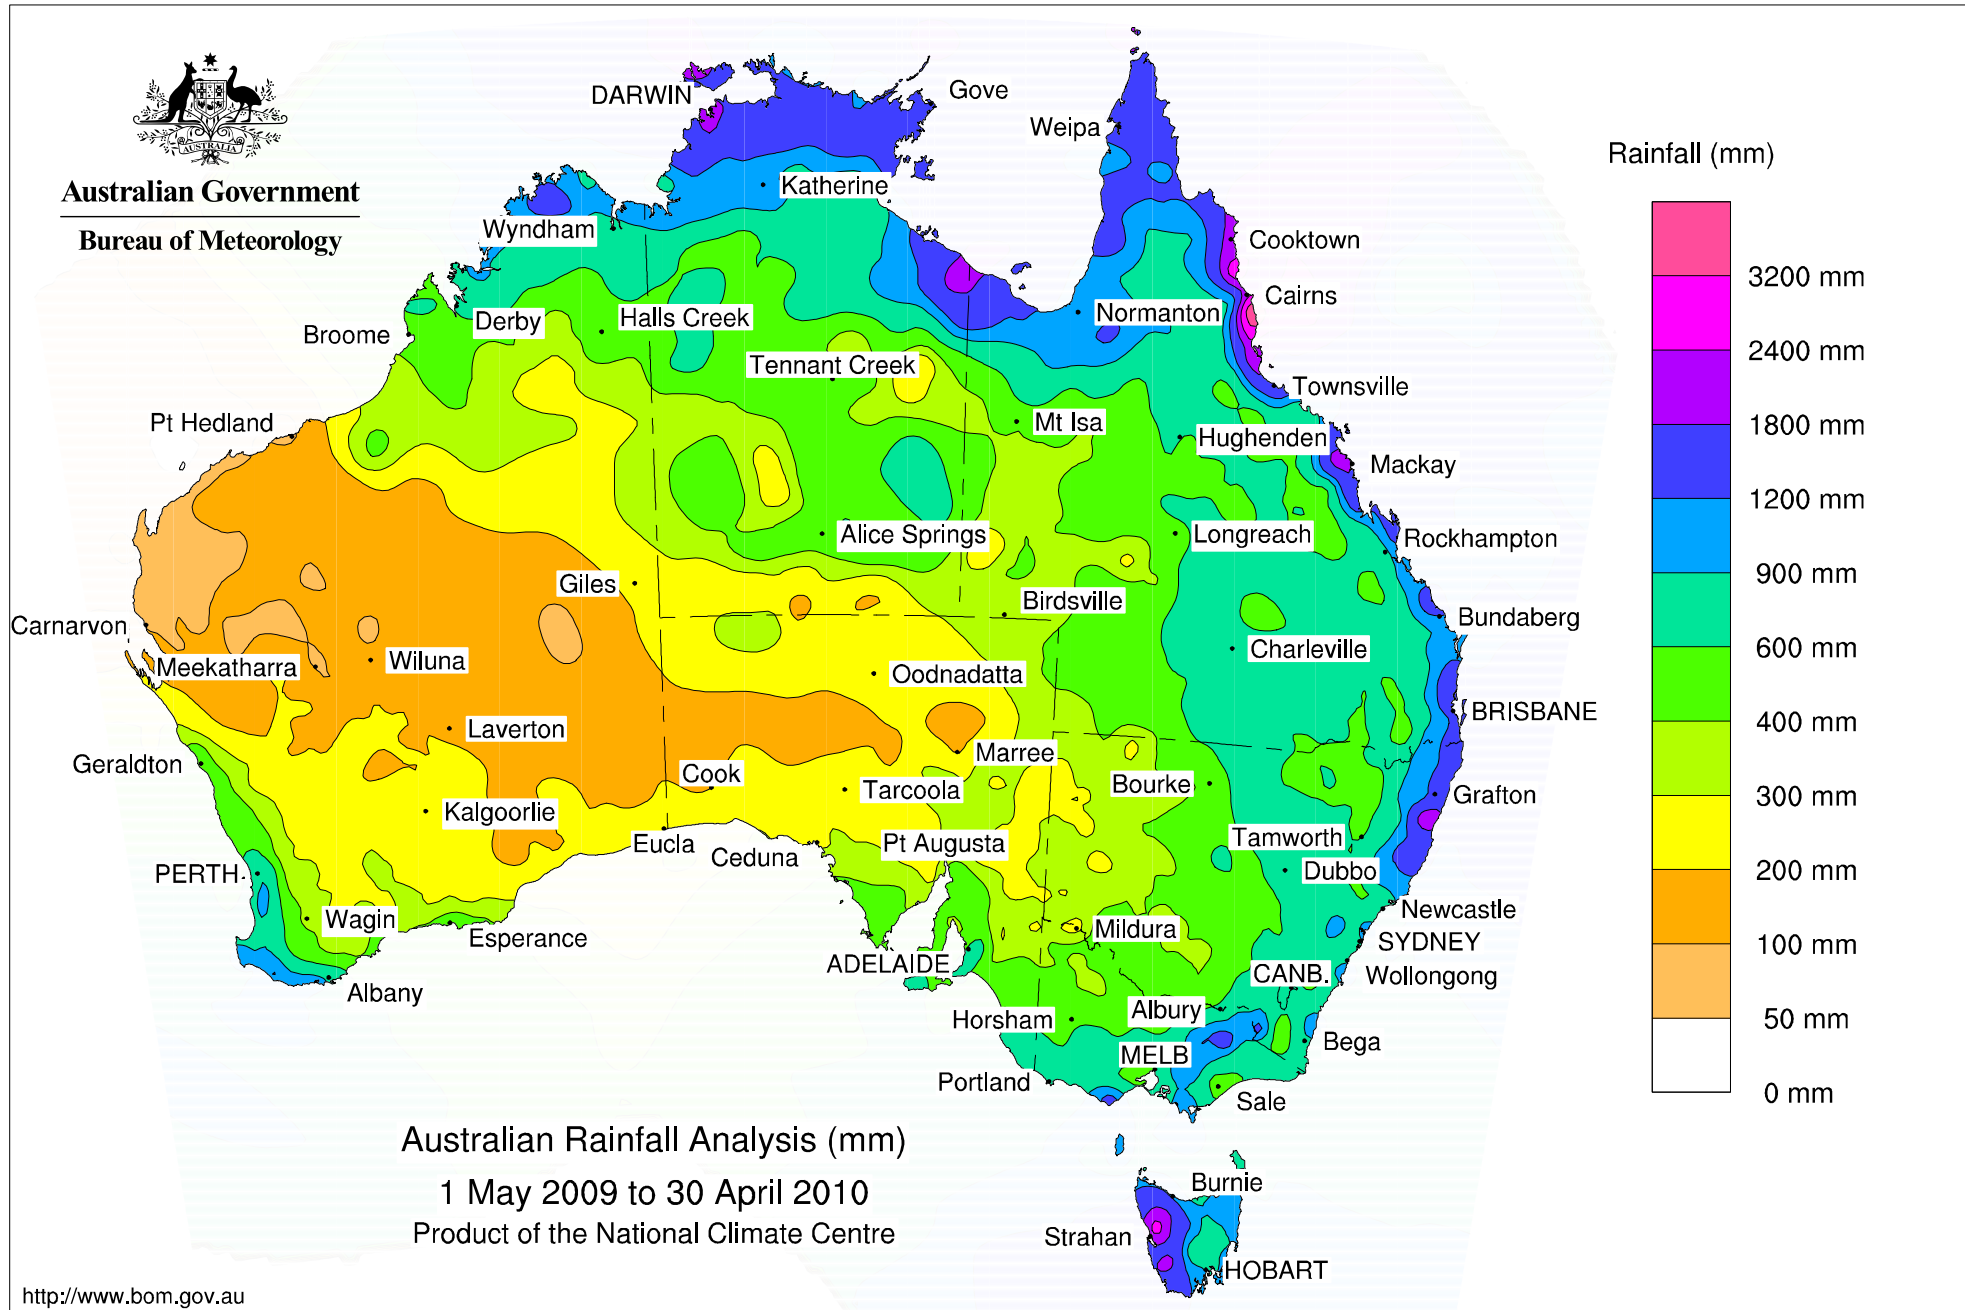 AUSTRALIA
Australian Government
Bureau of Meteorology
DARWIN
Gove
Weipa
Katherine
Wyndham
Cooktown
Cairns
Derby
Halls Creek
Normanton
Broome
Tennant Creek
Townsville
Pt Hedland
Mt Isa
Hughenden
Mackay
Alice Springs
Longreach
Rockhampton
Giles
Birdsville
Bundaberg
Carnarvon
Meekatharra
Wiluna
Charleville
Oodnadatta
BRISBANE
Laverton
Marree
Geraldton
Cook
Tarcoola
Bourke
Grafton
Kalgoorlie
Eucla
Ceduna
Pt Augusta
Tamworth
Dubbo
PERTH
Wagin
Esperance
Mildura
Newcastle
SYDNEY
ADELAIDE
CANB.
Wollongong
Albany
Horsham
Albury
Bega
MELB
Portland
Sale
Burnie
Strahan
HOBART
Rainfall (mm)
3200 mm
2400 mm
1800 mm
1200 mm
900 mm
600 mm
400 mm
300 mm
200 mm
100 mm
50 mm
0 mm
Australian Rainfall Analysis (mm)
1 May 2009 to 30 April 2010
Product of the National Climate Centre
http://www.bom.gov.au